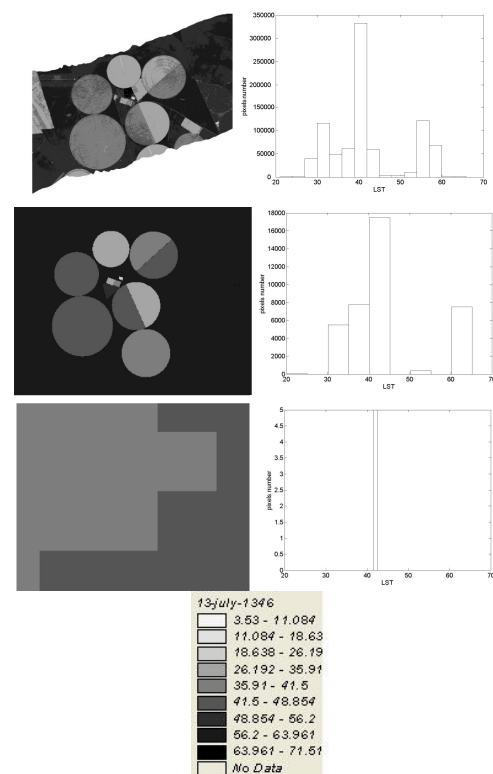 350000
300000
250000
200000
150000
100000
50000
0
pixels number
20 30 40 50 60 70
LST
18000
16000
14000
12000
10000
8000
6000
4000
2000
0
pixels number
20 30 40 50 60 70
LST
5
4.5
4
3.5
3
2.5
2
1.5
1
0.5
0
pixels number
20 30 40 50 60 70
LST
13-july-1346
3.53 - 11.084
11.084 - 18.63
18.638 - 26.19
26.192 - 35.91
35.91 - 41.5
41.5 - 48.854
48.854 - 56.2
56.2 - 63.961
63.961 - 71.51
No Data